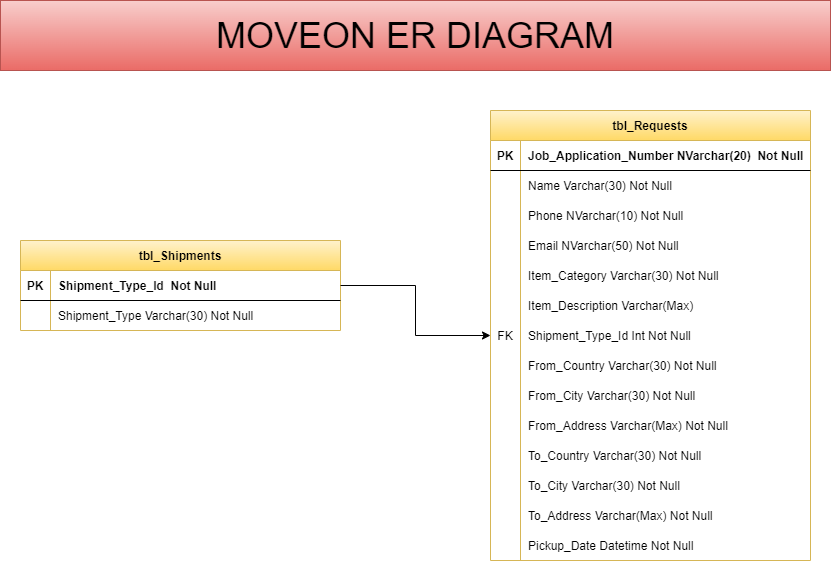 MOVEON ER DIAGRAM
tbl_Shipments
PK Shipment_Type_Id  Not Null
Shipment_Type Varchar(30) Not Null
tbl_Requests
PK Job_Application_Number NVarchar(20)  Not Null
Name Varchar(30) Not Null
Phone NVarchar(10) Not Null
Email NVarchar(50) Not Null
Item_Category Varchar(30) Not Null
Item_Description Varchar(Max)
FK Shipment_Type_Id Int Not Null
From_Country Varchar(30) Not Null
From_City Varchar(30) Not Null
From_Address Varchar(Max) Not Null
To_Country Varchar(30) Not Null
To_City Varchar(30) Not Null
To_Address Varchar(Max) Not Null
Pickup_Date Datetime Not Null